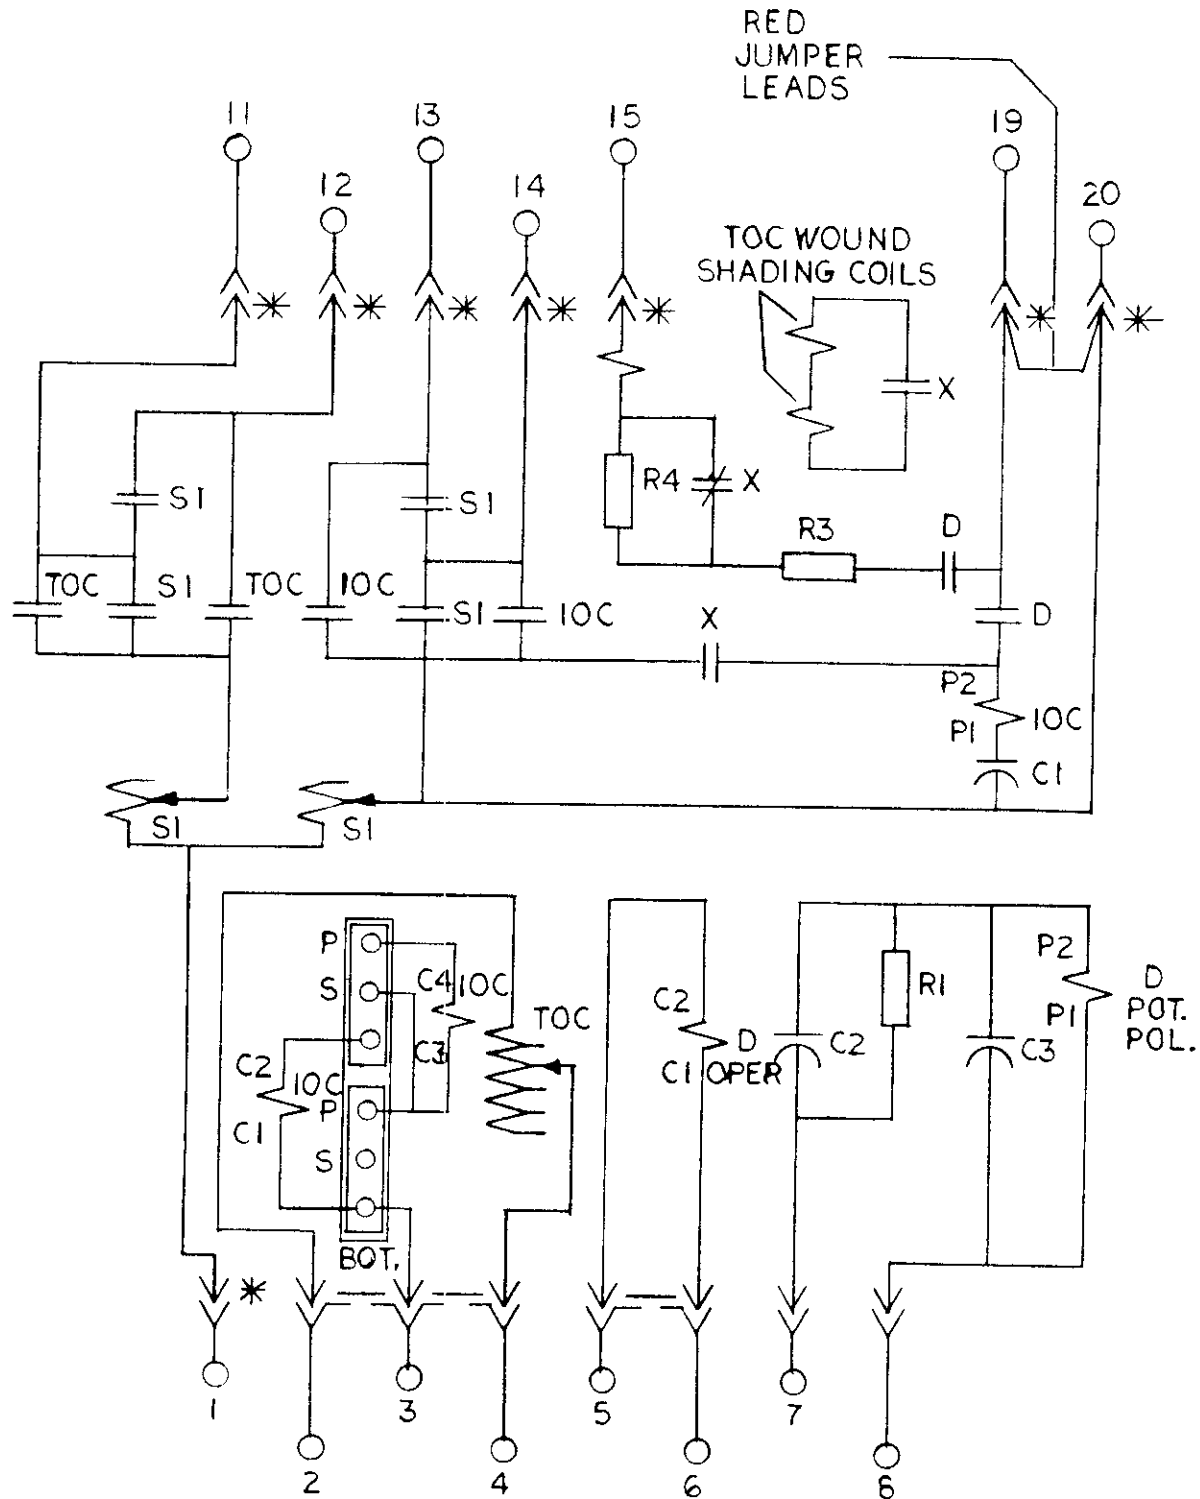 RED
JUMPER
LEADS
11
13
15
19
12
14
20
TOC WOUND
SHADING COILS
*
*
*
*
*
*
*
X
S1
S1
R4
X
R3
D
TOC
S1
TOC
IOC
S1
IOC
X
D
P2
P1
IOC
C1
S1
S1
P
S
C4
IOC
C3
TOC
C2
IOC
P
C1
S
BOT.
C2
D
C1 OPER
C2
R1
C3
P2
P1
D
POT.
POL.
*
1
3
5
7
2
4
6
8